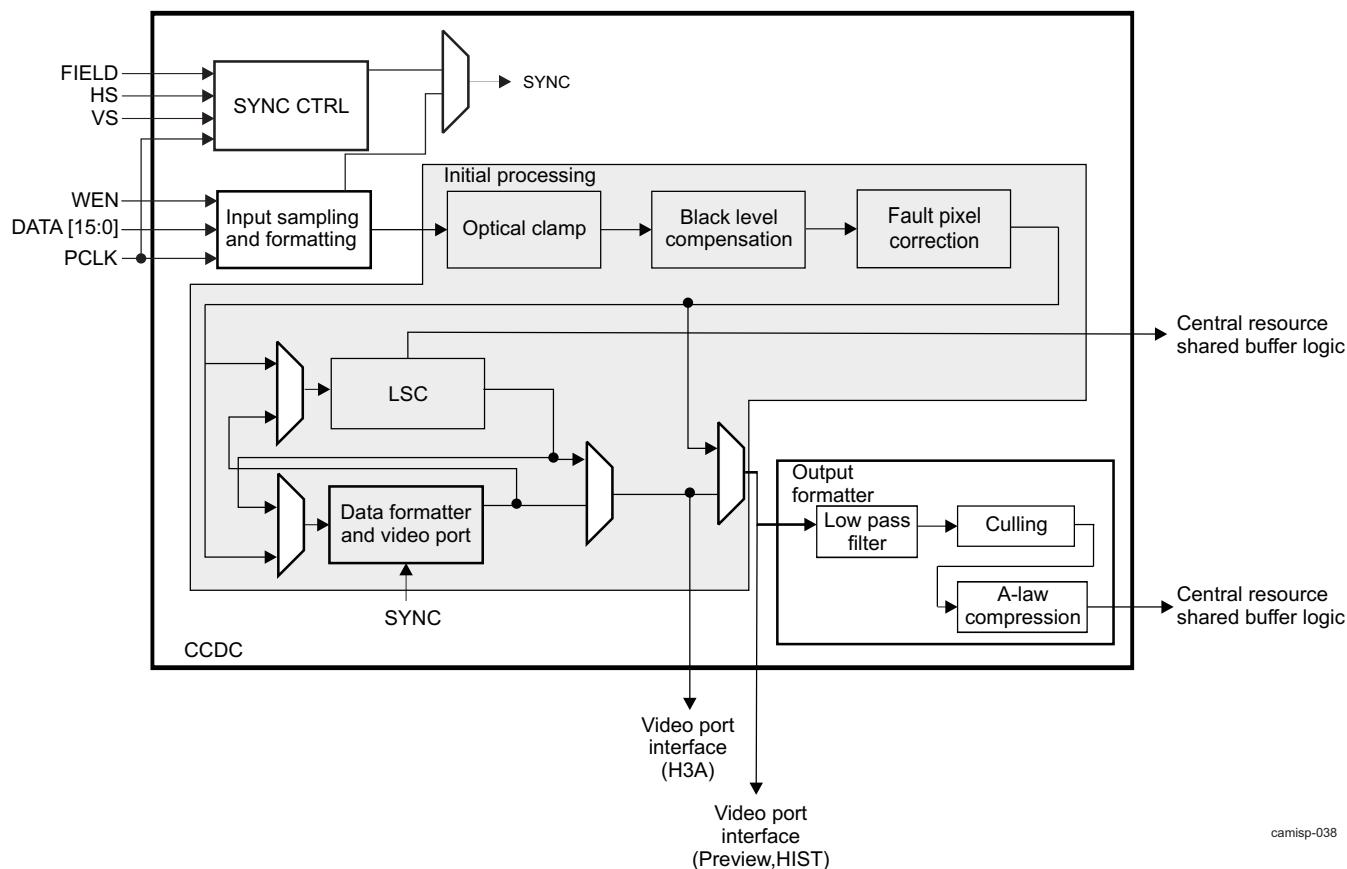 FIELD
HS
VS
SYNC CTRL
SYNC
WEN
DATA [15:0]
PCLK
Input sampling
and formatting
Initial processing
Optical clamp
Black level
compensation
Fault pixel
correction
Central resource
shared buffer logic
LSC
Data formatter
and video port
SYNC
Output
formatter
Low pass
filter
Culling
A-law
compression
Central resource
shared buffer logic
CCDC
Video port
interface
(H3A)
Video port
interface
(Preview,HIST)
camisp-038